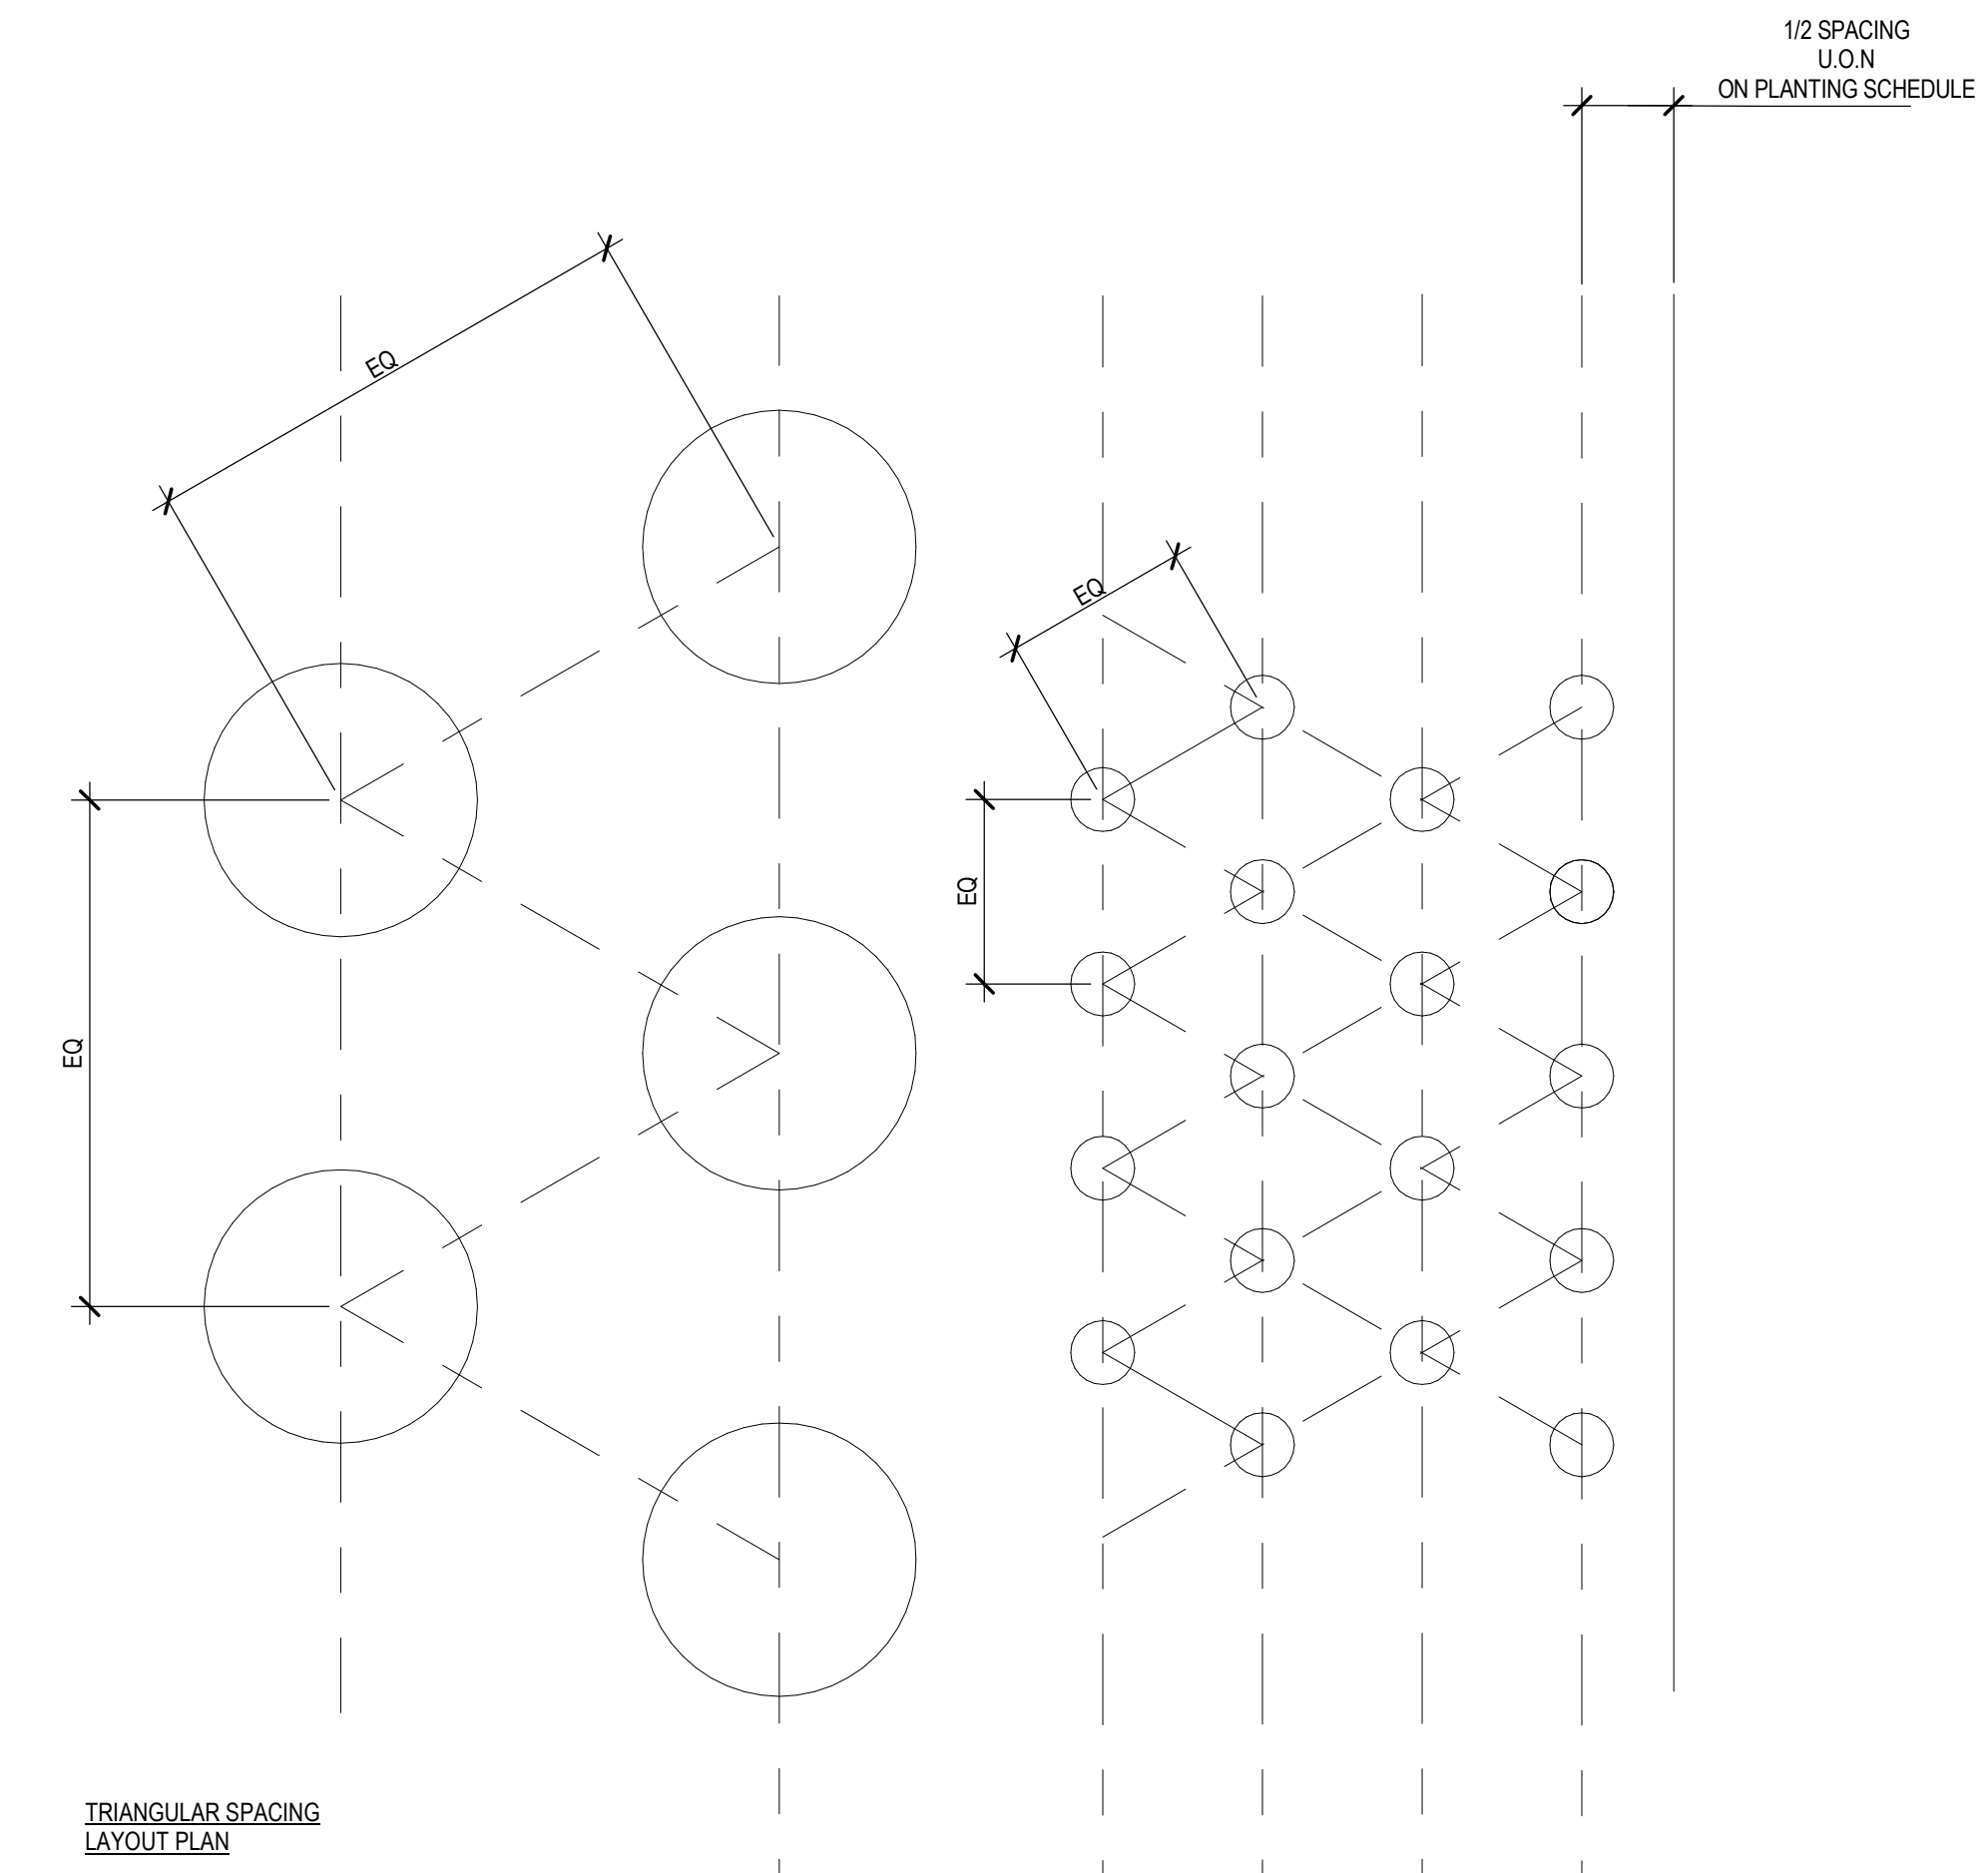 1/2 SPACING
U.O.N
ON PLANTING SCHEDULE
EQ
EQ
EQ
EQ
TRIANGULAR SPACING
LAYOUT PLAN